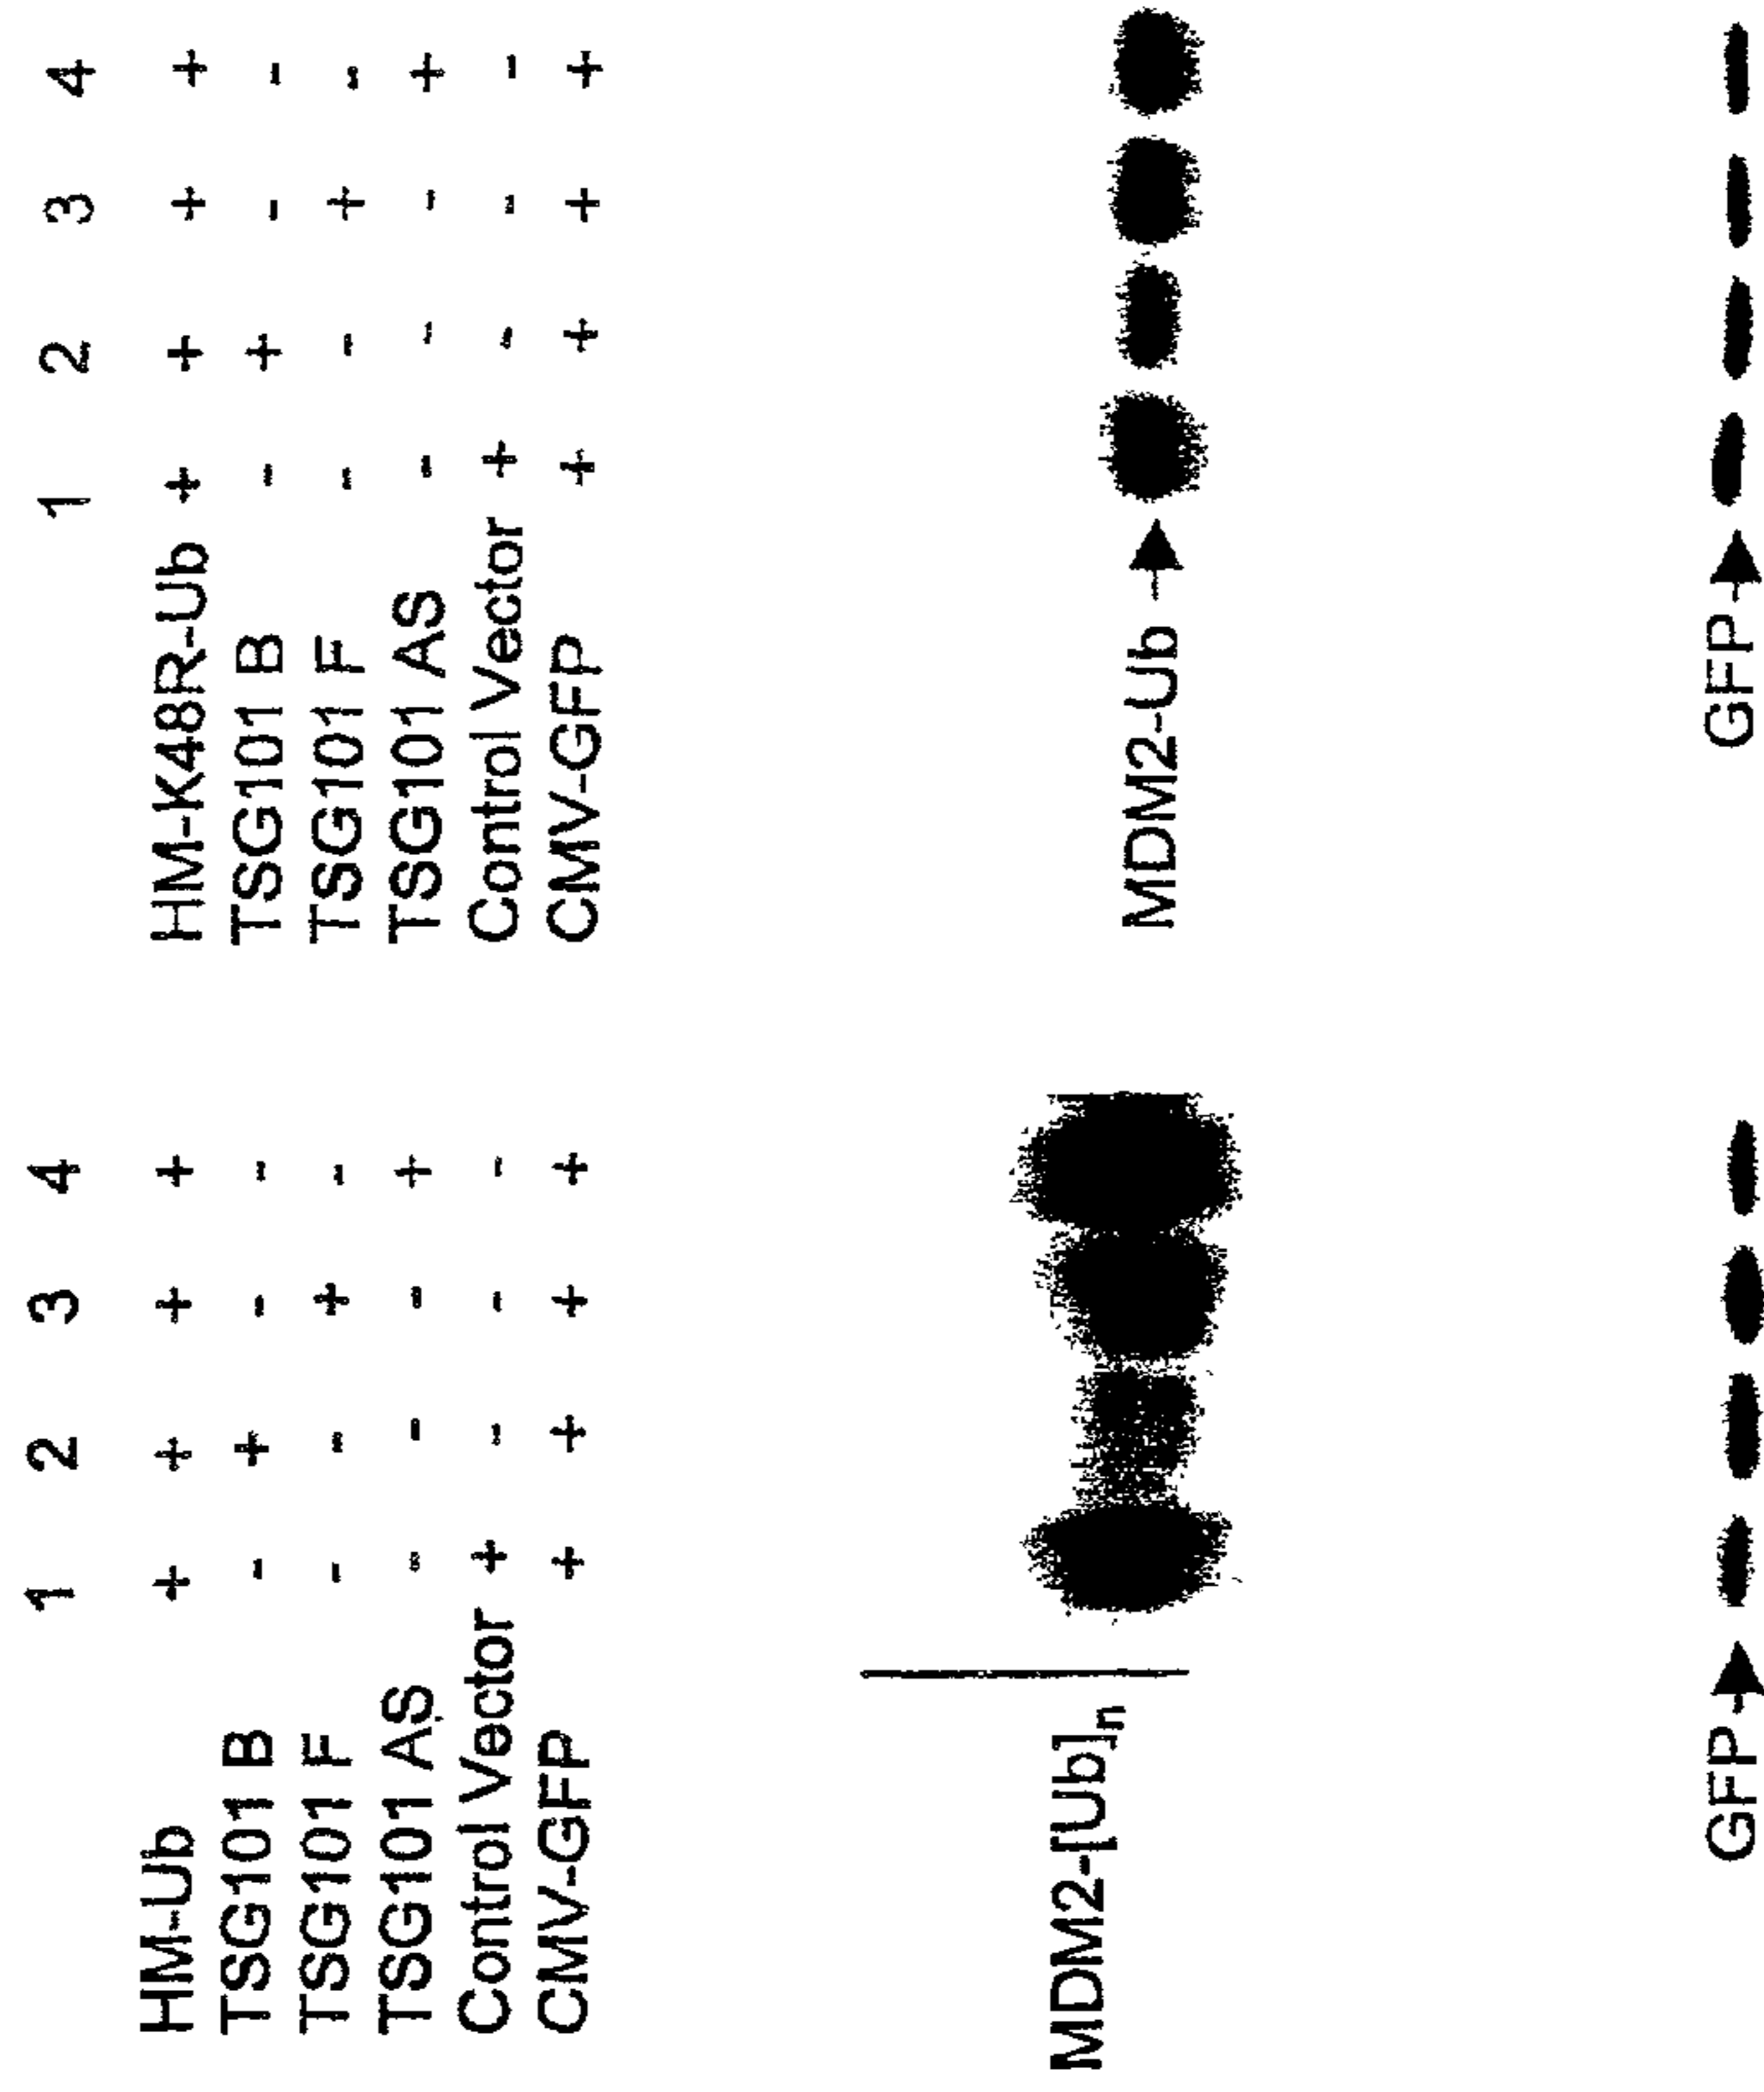 1 2 3 4
HM-Ub + + + +
TSG101 B - + - -
TSG101 F - - + -
TSG101 AS - - - +
Control Vector + - - -
CMV-GFP + + + +
MDM2-[Ub]n
GFP
1 2 3 4
HM-K48R-Ub + + + +
TSG101 B - + - -
TSG101 F - - + -
TSG101 AS - - - +
Control Vector + - - -
CMV-GFP + + + +
MDM2-Ub
GFP